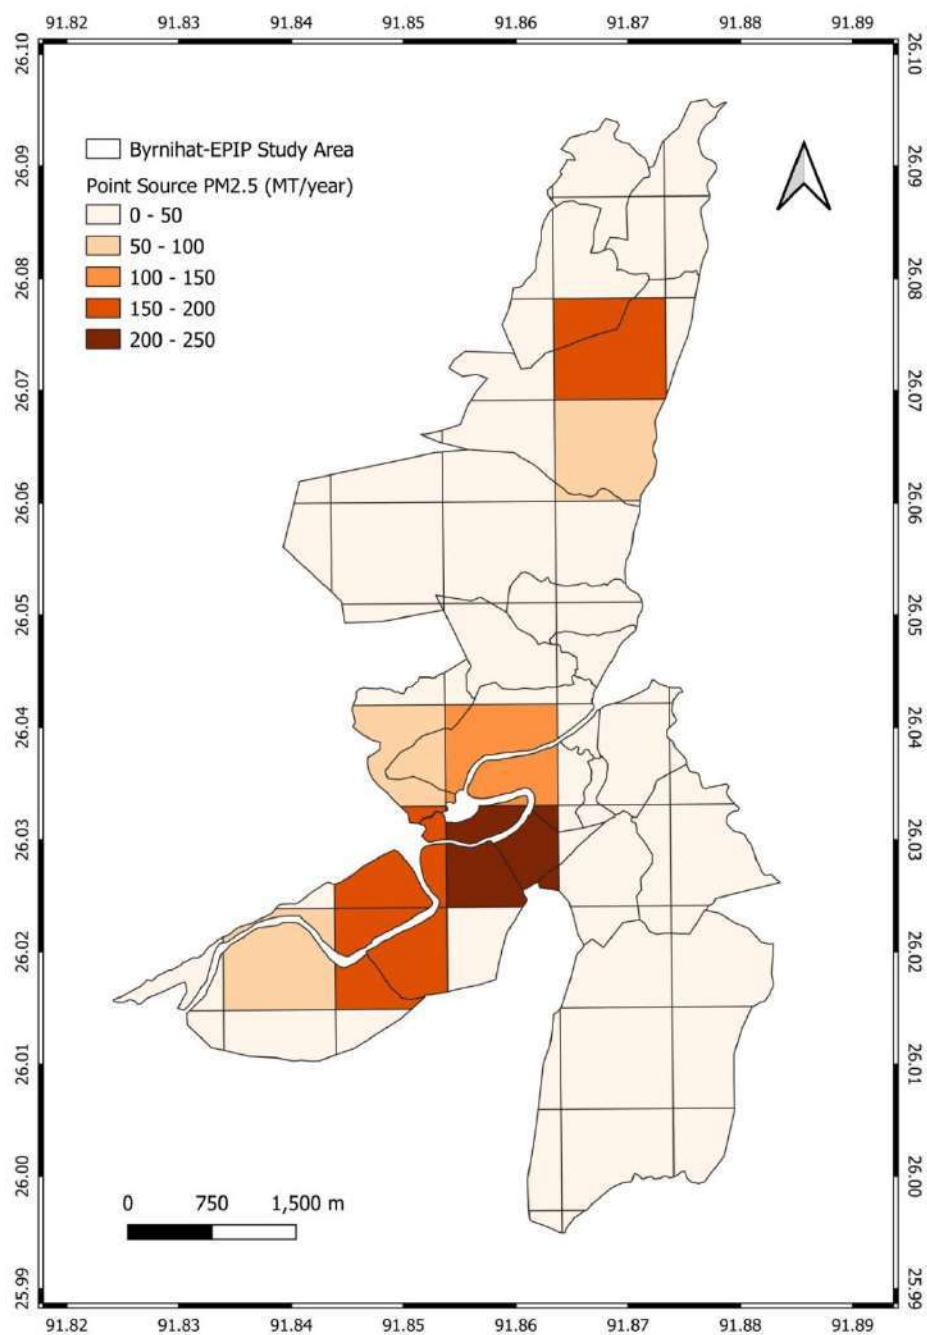 91.82 91.83 91.84 91.85 91.86 91.87 91.88 91.89
26.10 26.10
Byrnihat-EPIP Study Area
26.09 26.09
Point Source PM2.5 (MT/year)
0 - 50
50 - 100
26.08 26.08
100 - 150
150 - 200
200 - 250
26.07 26.07
26.06 26.06
26.05 26.05
26.04 26.04
26.03 26.03
26.02 26.02
26.01 26.01
26.00 26.00
0 750 1,500 m
25.99 25.99
91.82 91.83 91.84 91.85 91.86 91.87 91.88 91.89